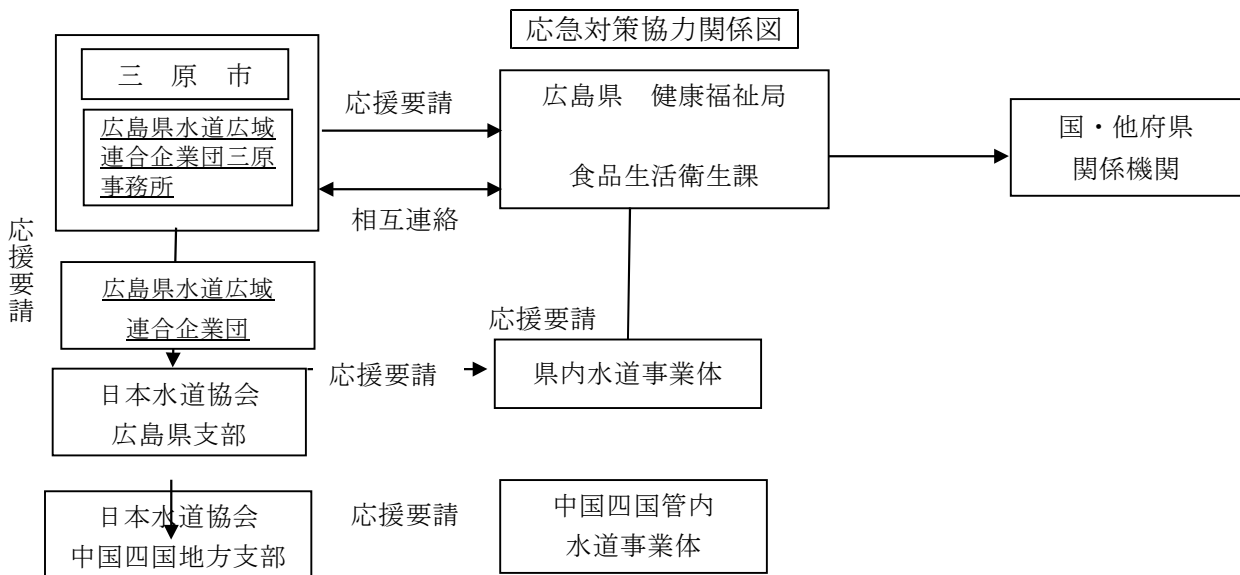 応急対策協力関係図
三 原 市
広島県水道広域
連合企業団三原
事務所
応援要請
相互連絡
広島県 健康福祉局
食品生活衛生課
国・他府県
関係機関
応援要請
広島県水道広域
連合企業団
応援要請
日本水道協会
広島県支部
応援要請
県内水道事業体
日本水道協会
中国四国地方支部
応援要請
中国四国管内
水道事業体